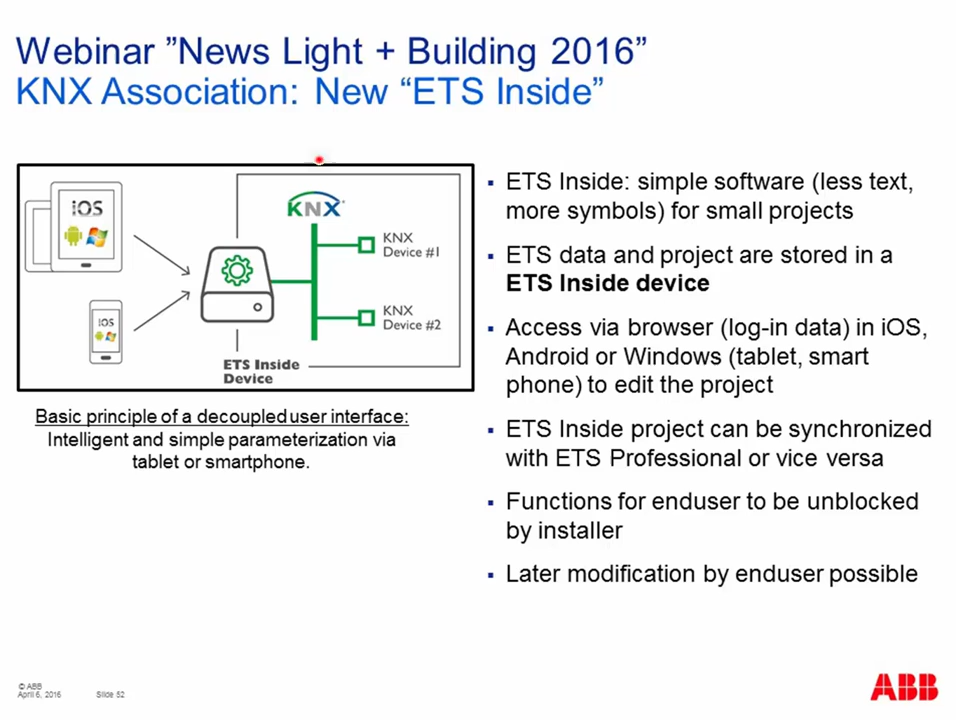 Webinar ”News Light + Building 2016”
KNX Association: New “ETS Inside”
iOS
iOS
KNX
KNX
Device #1
KNX
Device #2
ETS Inside
Device
Basic principle of a decoupled user interface:
Intelligent and simple parameterization via
tablet or smartphone.
▪ ETS Inside: simple software (less text,
more symbols) for small projects
▪ ETS data and project are stored in a
ETS Inside device
▪ Access via browser (log-in data) in iOS,
Android or Windows (tablet, smart
phone) to edit the project
▪ ETS Inside project can be synchronized
with ETS Professional or vice versa
▪ Functions for enduser to be unblocked
by installer
▪ Later modification by enduser possible
© ABB
April 6, 2016 Slide 52
ABB